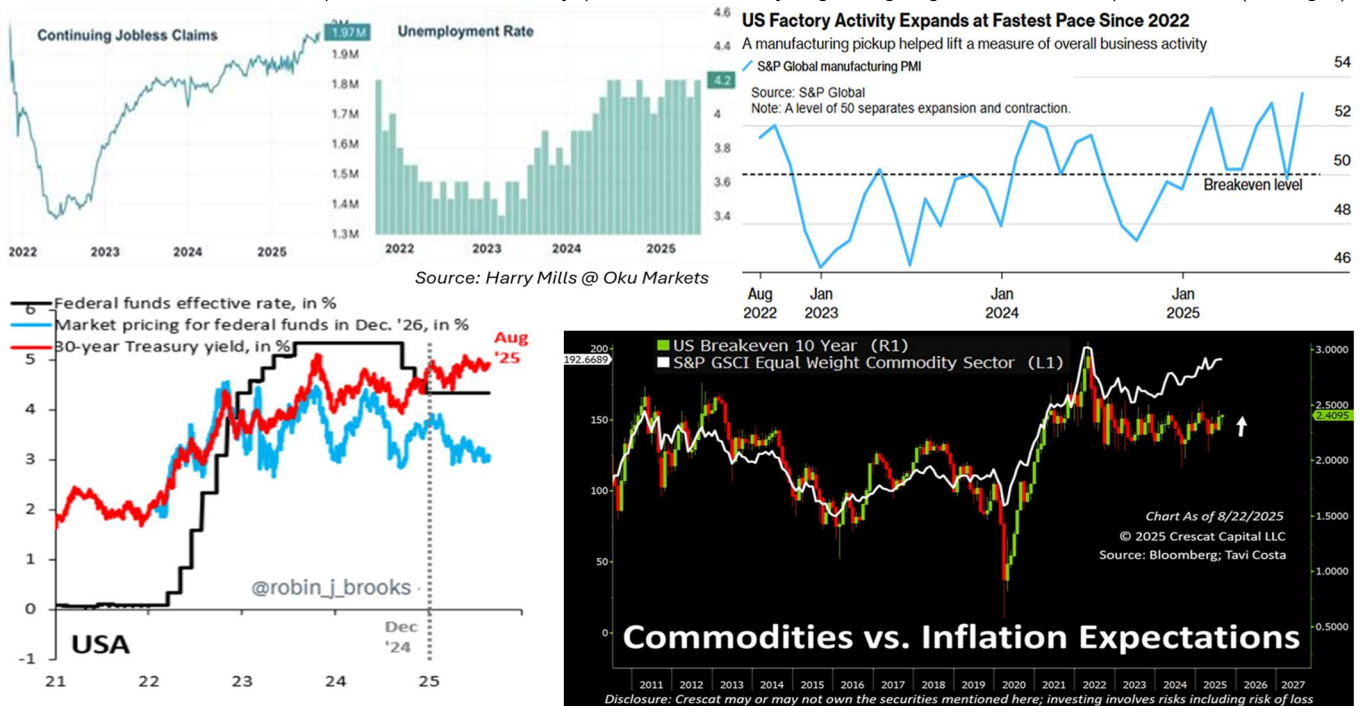 Continuing Jobless Claims
1.97M
1.9M
1.8M
1.7M
1.6M
1.5M
1.4M
1.3M
2022
2023
2024
2025
Unemployment Rate
4.6
4.4
4.2
4
3.8
3.6
3.4
2022
2023
2024
2025
Source: Harry Mills @ Oku Markets
US Factory Activity Expands at Fastest Pace Since 2022
A manufacturing pickup helped lift a measure of overall business activity
S&P Global manufacturing PMI
Source: S&P Global
Note: A level of 50 separates expansion and contraction.
54
52
50
48
46
Breakeven level
Aug
2022
Jan
2023
Jan
2024
Jan
2025
Federal funds effective rate, in %
Market pricing for federal funds in Dec. '26, in %
30-year Treasury yield, in %
Aug
'25
6
5
4
3
2
1
0
-1
@robin_j_brooks
Dec
'24
USA
21
22
23
24
25
US Breakeven 10 Year (R1)
S&P GSCI Equal Weight Commodity Sector (L1)
200
192.6689
150
100
50
0
3.0000
2.5000
2.4095
2.0000
1.5000
1.0000
0.5000
Chart As of 8/22/2025
© 2025 Crescat Capital LLC
Source: Bloomberg; Tavi Costa
Commodities vs. Inflation Expectations
2011
2012
2013
2014
2015
2016
2017
2018
2019
2020
2021
2022
2023
2024
2025
2026
2027
Disclosure: Crescat may or may not own the securities mentioned here; investing involves risks including risk of loss